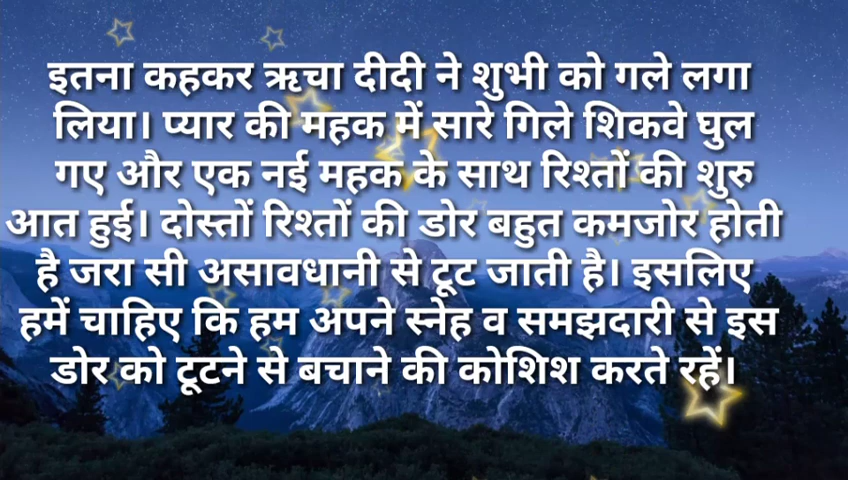 इतना कहकर ऋचा दीदी ने शुभी को गले लगा
लिया। प्यार की महक में सारे गिले शिकवे घुल
गए और एक नई महक के साथ रिश्तों की शुरु
आत हुई। दोस्तों रिश्तों की डोर बहुत कमजोर होती
है जरा सी असावधानी से टूट जाती है। इसलिए
हमें चाहिए कि हम अपने स्नेह व समझदारी से इस
डोर को टूटने से बचाने की कोशिश करते रहें।